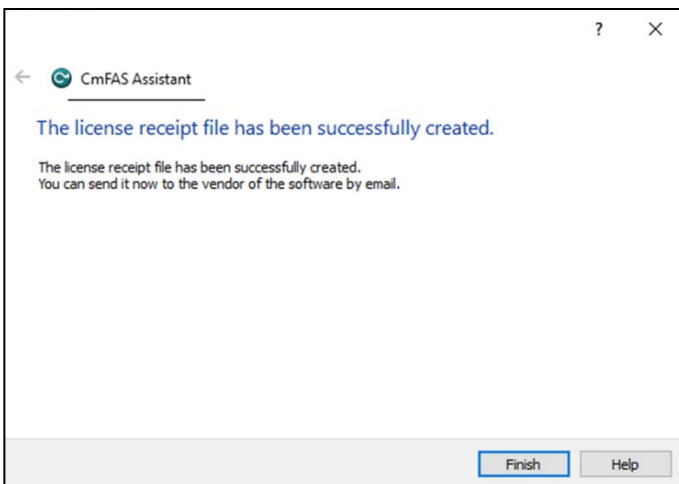 ?
CmFAS Assistant
The license receipt file has been successfully created.
The license receipt file has been successfully created.
You can send it now to the vendor of the software by email.
Finish
Help